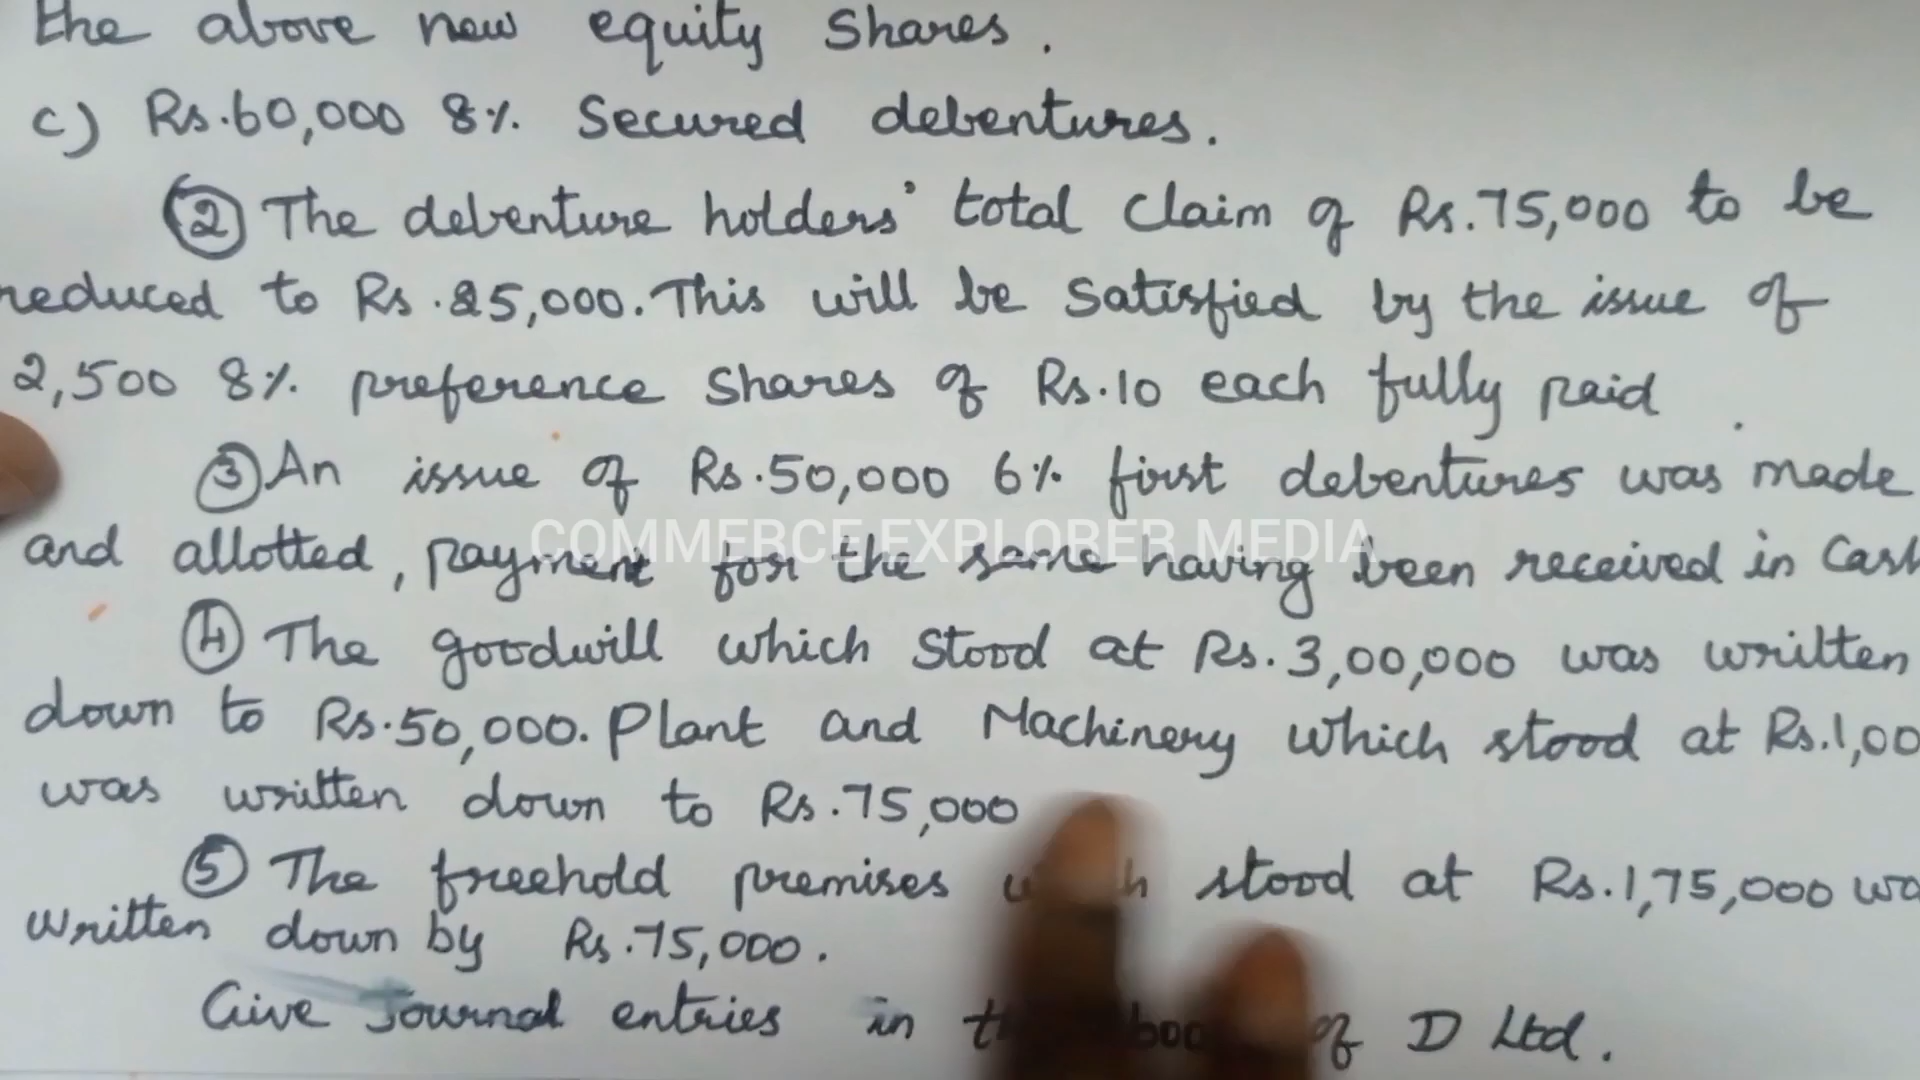 the above new equity shares.
c) Rs.60,000 8% Secured debentures.
② The debenture holders' total claim of Rs.75,000 to be
reduced to Rs.25,000. This will be satisfied by the issue of
2,500 8% preference shares of Rs.10 each fully paid.
③ An issue of Rs.50,000 6% first debentures was made
and allotted, payment for the same having been received in Cash
COMMERCE EXPLORER MEDIA
④ The goodwill which stood at Rs.3,00,000 was written
down to Rs.50,000. Plant and Machinery which stood at Rs.1,00
was written down to Rs.75,000
⑤ The freehold premises stood at Rs.1,75,000
written down by Rs.75,000.
Give Journal entries in of D Ltd.